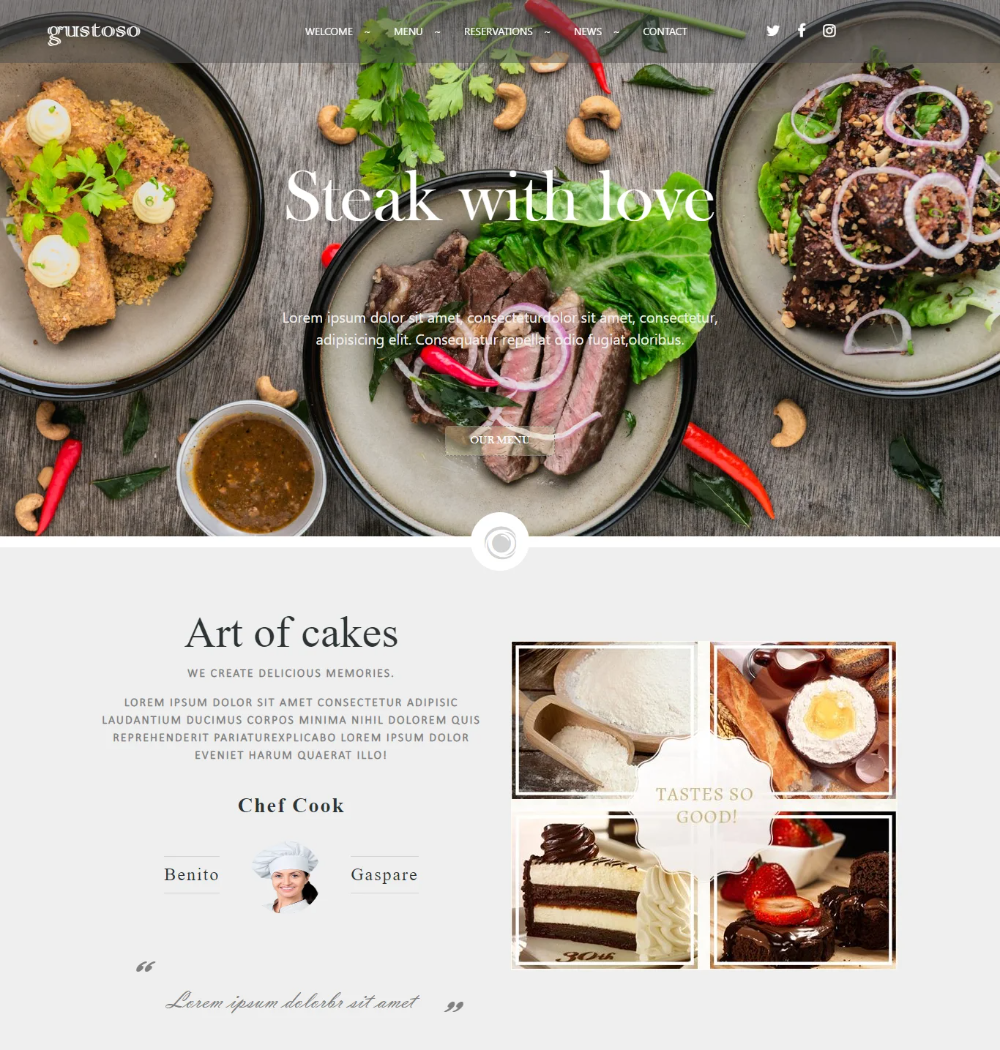 gustoso
WELCOME ~ MENU ~ RESERVATIONS ~ NEWS ~ CONTACT
Steak with love
Lorem ipsum dolor sit amet, consecteturdolor sit amet, consectetur,
adipisicing elit. Consequatur repellat odio fugiat,oloribus.
OUR MENU
Art of cakes
WE CREATE DELICIOUS MEMORIES.
LOREM IPSUM DOLOR SIT AMET CONSECTETUR ADIPISIC
LAUDANTIUM DUCIMUS CORPOS MINIMA NIHIL DOLOREM QUIS
REPREHENDERIT PARIATUREXPLICABO LOREM IPSUM DOLOR
EVENIET HARUM QUAERAT ILLO!
Chef Cook
Benito
Gaspare
“
Lorem ipsum dolorbr sit amet
”
TASTES SO
GOOD!
30th